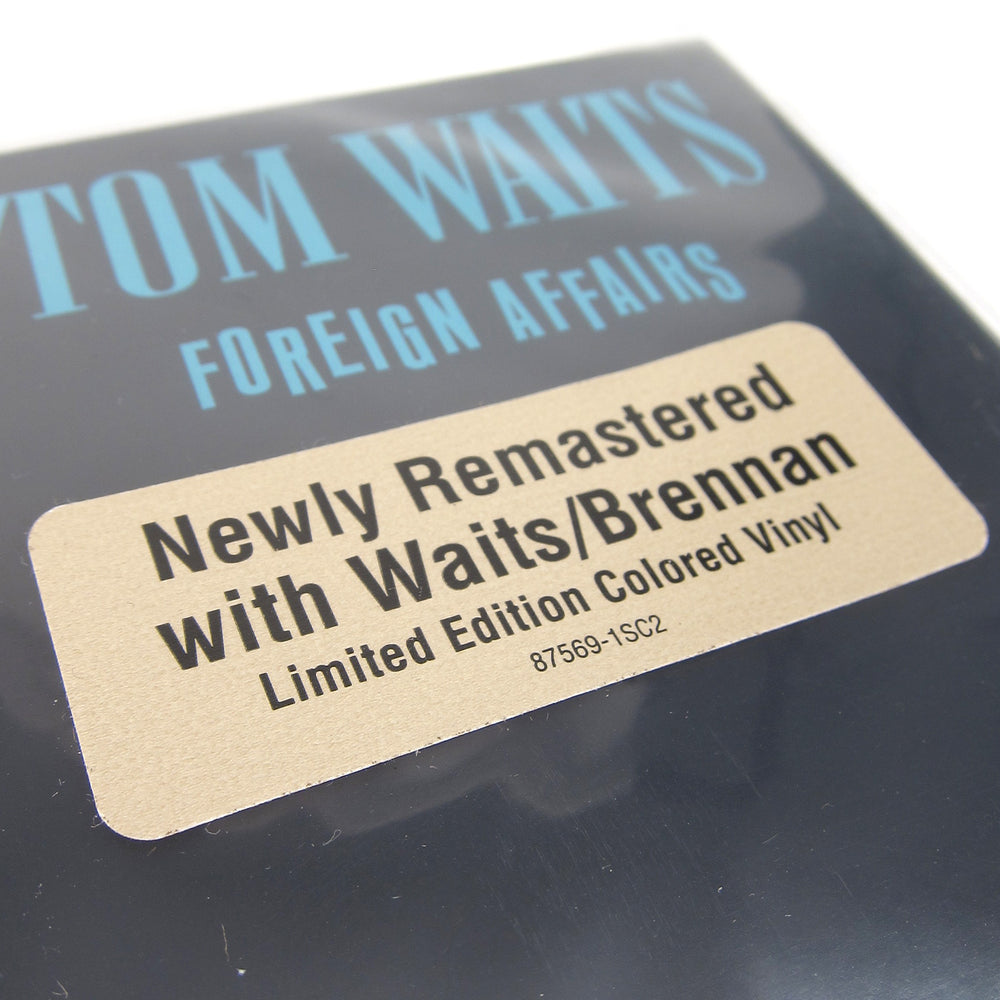 TOM WAITS
FOREIGN AFFAIRS
Newly Remastered
with Waits/Brennan
Limited Edition Colored Vinyl
87569-1SC2